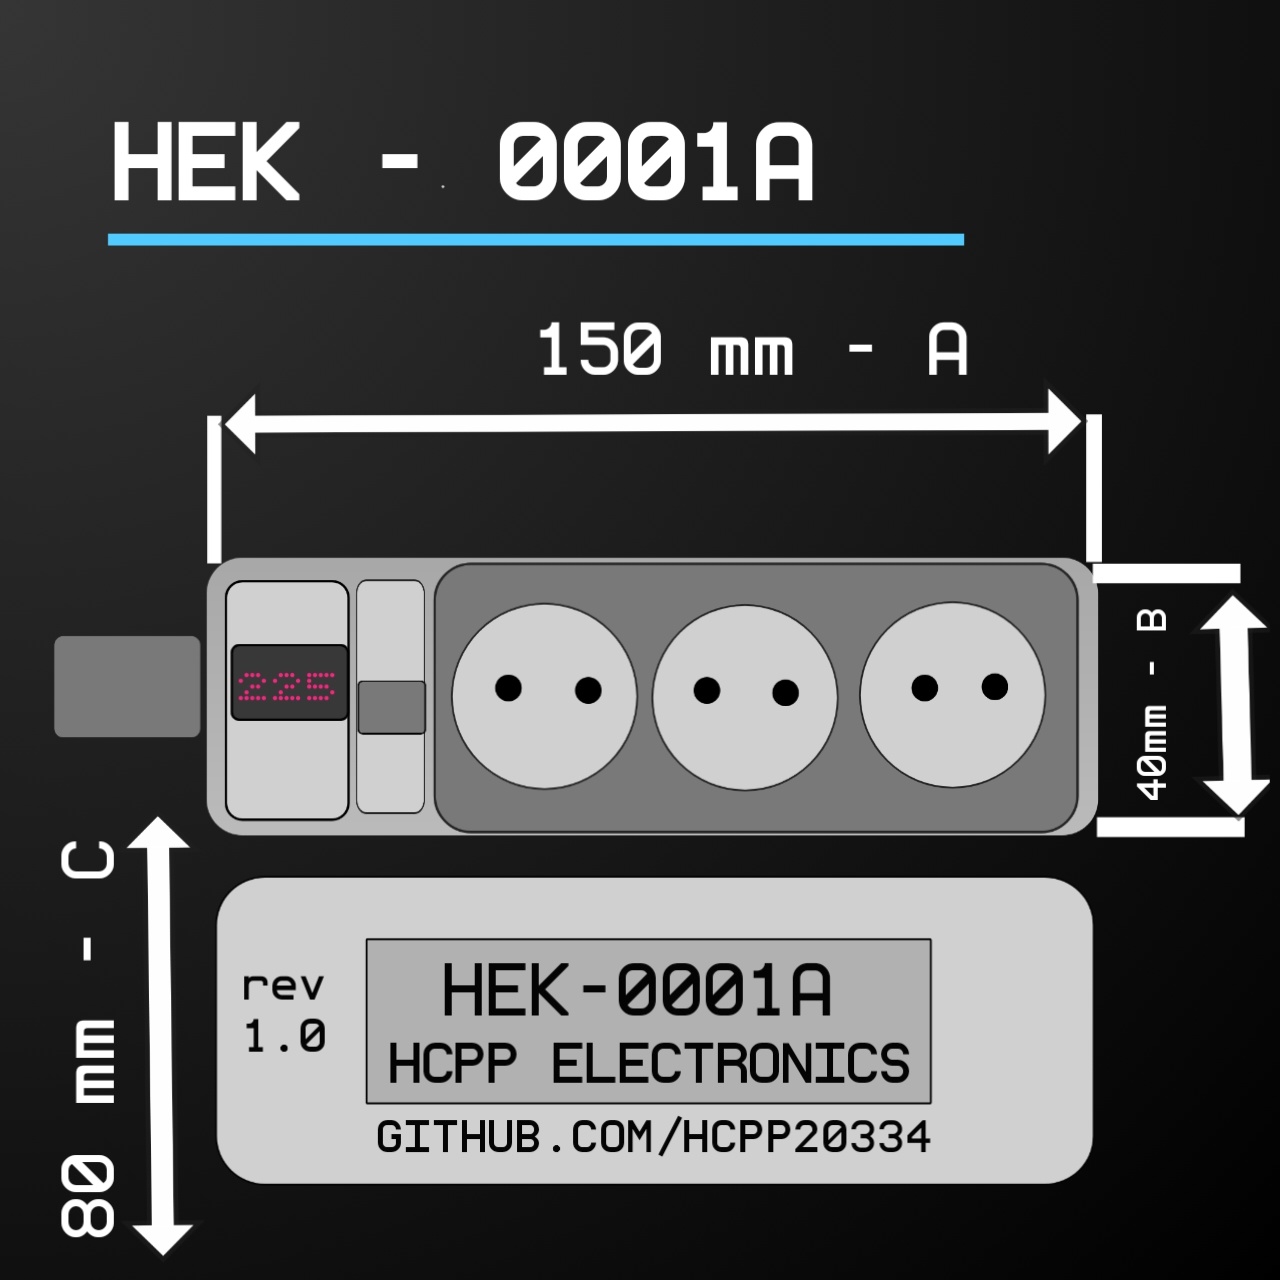 HEK - 0001A
150 mm - A
225
40mm - B
80 mm - C
rev
1.0
HEK-0001A
HCPP ELECTRONICS
GITHUB.COM/HCPP20334